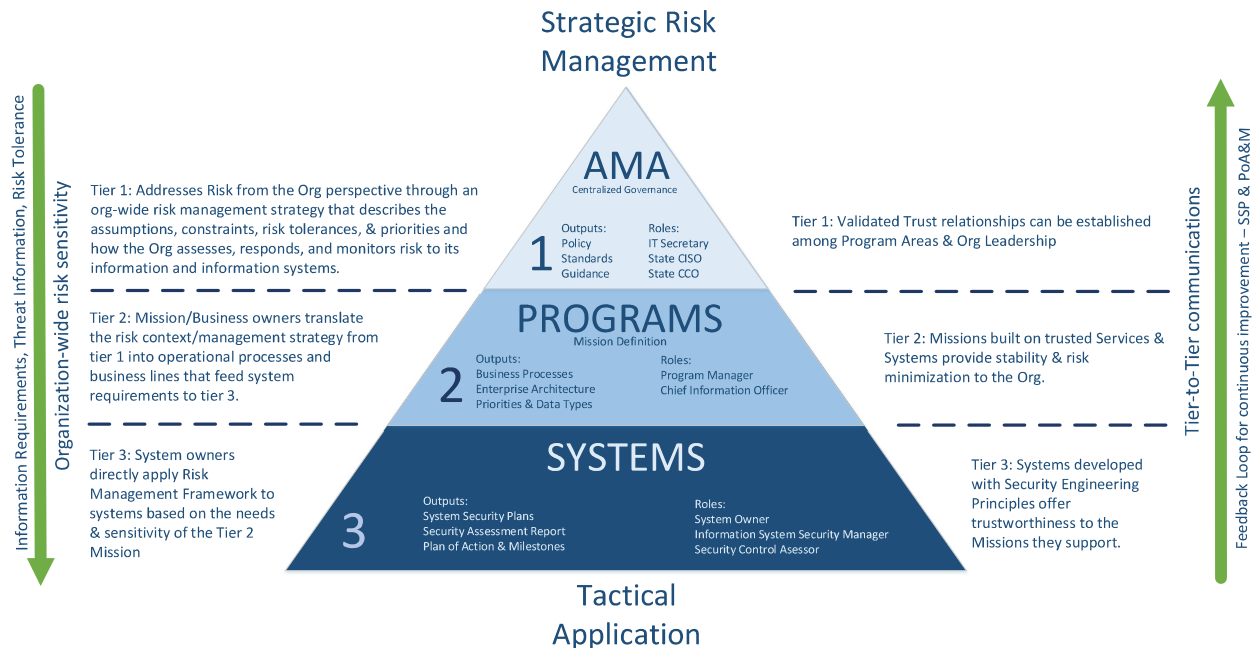 Strategic Risk
Management
Information Requirements, Threat Information, Risk Tolerance
Organization-wide risk sensitivity
Tier 1: Addresses Risk from the Org perspective through an
org-wide risk management strategy that describes the
assumptions, constraints, risk tolerances, & priorities and
how the Org assesses, responds, and monitors risk to its
information and information systems.
AMA
Centralized Governance
1
Outputs:
Policy
Standards
Guidance
Roles:
IT Secretary
State CISO
State CCO
Tier 1: Validated Trust relationships can be established
among Program Areas & Org Leadership
Tier 2: Mission/Business owners translate
the risk context/management strategy from
tier 1 into operational processes and
business lines that feed system
requirements to tier 3.
PROGRAMS
Mission Definition
2
Outputs:
Business Processes
Enterprise Architecture
Priorities & Data Types
Roles:
Program Manager
Chief Information Officer
Tier 2: Missions built on trusted Services &
Systems provide stability & risk
minimization to the Org.
Tier 3: System owners
directly apply Risk
Management Framework to
systems based on the needs
& sensitivity of the Tier 2
Mission
SYSTEMS
3
Outputs:
System Security Plans
Security Assessment Report
Plan of Action & Milestones
Roles:
System Owner
Information System Security Manager
Security Control Asessor
Tier 3: Systems developed
with Security Engineering
Principles offer
trustworthiness to the
Missions they support.
Tier-to-Tier communications
Feedback Loop for continuous improvement – SSP & PoA&M
Tactical
Application